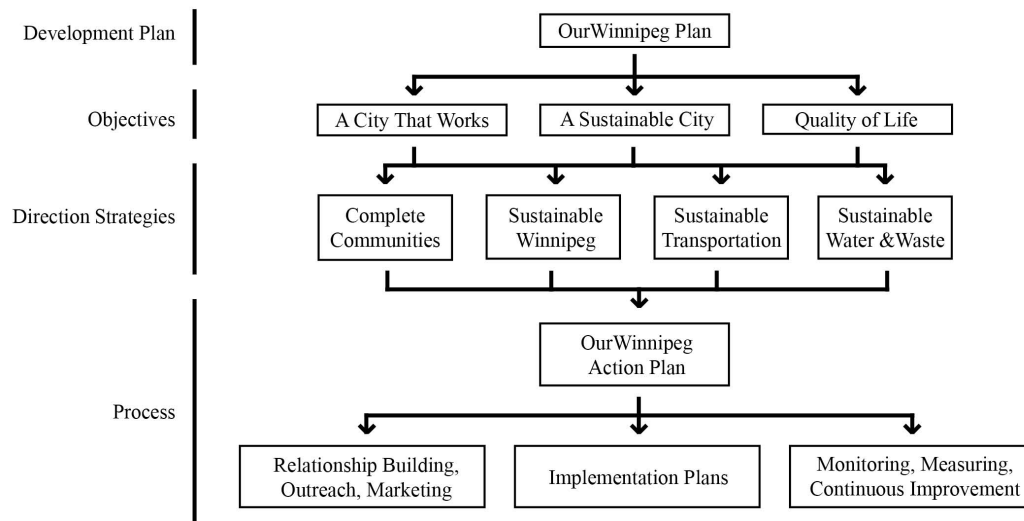 Development Plan
OurWinnipeg Plan
Objectives
A City That Works
A Sustainable City
Quality of Life
Direction Strategies
Complete
Communities
Sustainable
Winnipeg
Sustainable
Transportation
Sustainable
Water &Waste
Process
OurWinnipeg
Action Plan
Relationship Building,
Outreach, Marketing
Implementation Plans
Monitoring, Measuring,
Continuous Improvement